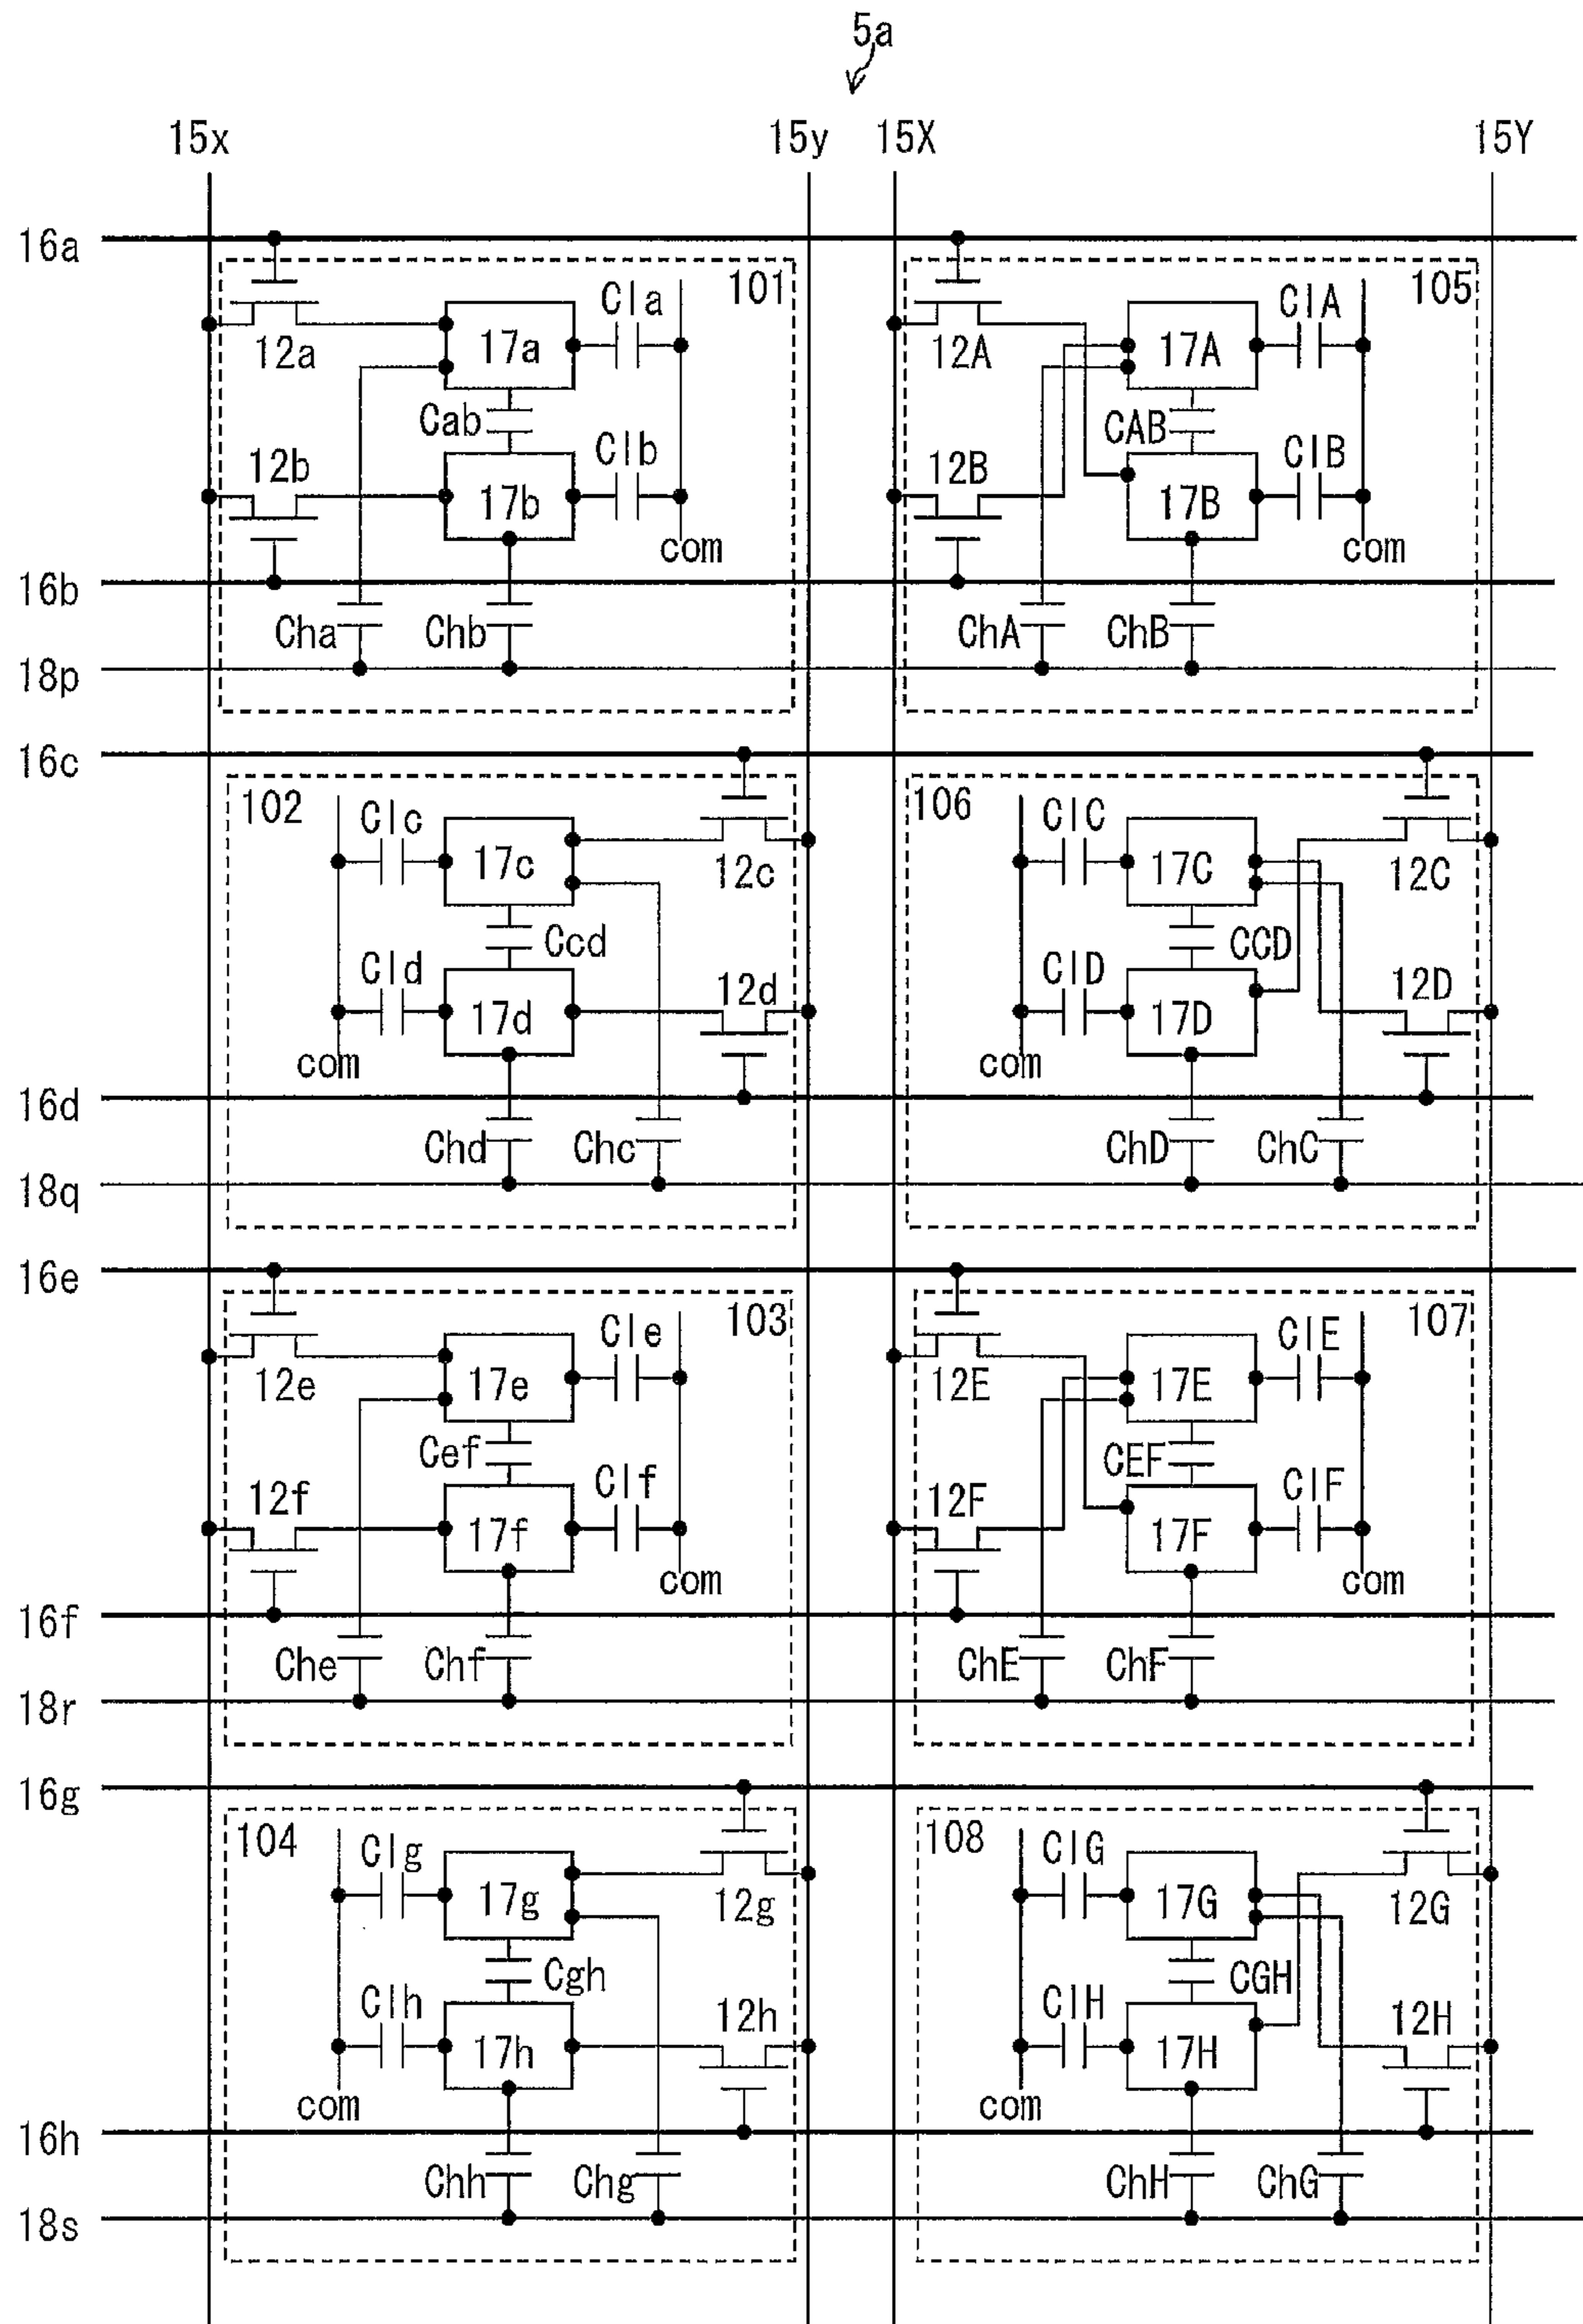 5a
15x 15y 15X 15Y
16a
101 105
Cla ClA
17a 17A
12a 12A
Cab CAB
Clb ClB
12b 12B
17b 17B
com com
16b
Cha Chb ChA ChB
18p
16c
102 106
Clc ClC
17c 17C
12c 12C
Ccd CCD
Cld ClD
12d 12D
17d 17D
com com
16d
Chd Chc ChD ChC
18q
16e
103 107
Cle ClE
17e 17E
12e 12E
Cef CEF
Clf ClF
12f 12F
17f 17F
com com
16f
Che Chf ChE ChF
18r
16g
104 108
Clg ClG
17g 17G
12g 12G
Cgh CGH
Clh ClH
12h 12H
17h 17H
com com
16h
Chh Chg ChH ChG
18s